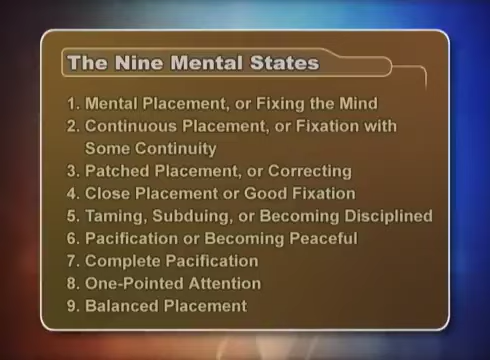 The Nine Mental States
1. Mental Placement, or Fixing the Mind
2. Continuous Placement, or Fixation with
Some Continuity
3. Patched Placement, or Correcting
4. Close Placement or Good Fixation
5. Taming, Subduing, or Becoming Disciplined
6. Pacification or Becoming Peaceful
7. Complete Pacification
8. One-Pointed Attention
9. Balanced Placement